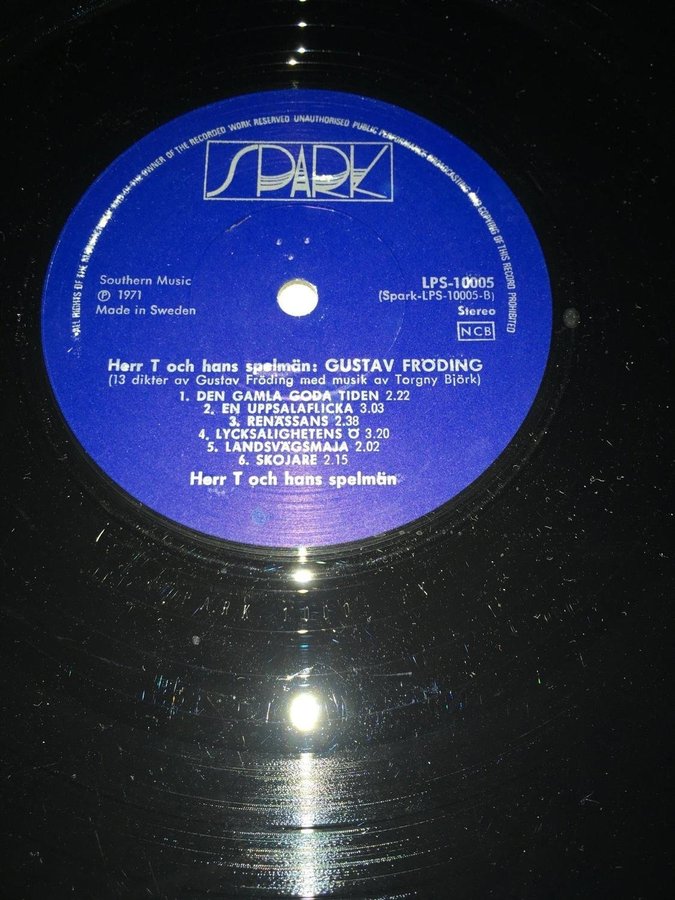 ALL RIGHTS OF THE MANUFACTURER AND OF THE OWNER OF THE RECORDED WORK RESERVED UNAUTHORISED PUBLIC PERFORMANCE BROADCASTING AND COPYING OF THIS RECORD PROHIBITED
SPARK
Southern Music
℗ 1971
Made in Sweden
LPS-10005
(Spark-LPS-10005-B)
Stereo
NCB
Herr T och hans spelmän: GUSTAV FRÖDING
(13 dikter av Gustav Fröding med musik av Torgny Björk)
1. DEN GAMLA GODA TIDEN 2.22
2. EN UPPSALAFLICKA 3.03
3. RENÄSSANS 2.38
4. LYCKSALIGHETENS Ö 3.20
5. LANDSVÄGSMAJA 2.02
6. SKOJARE 2.15
Herr T och hans spelmän